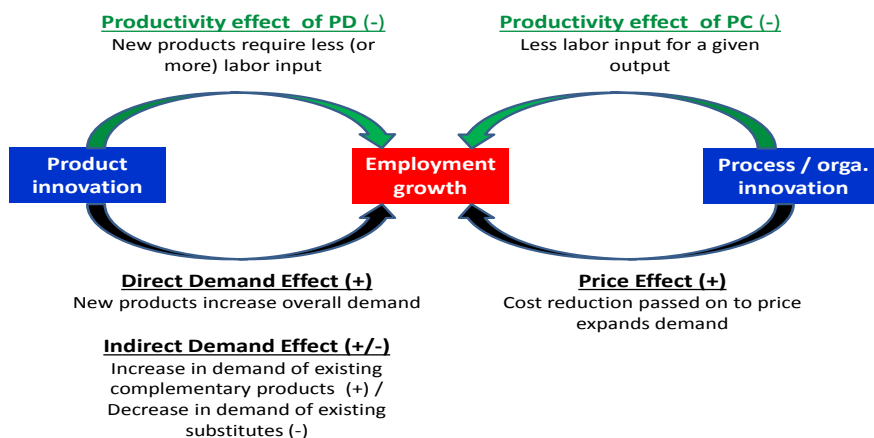 Productivity effect of PD (-)
New products require less (or
more) labor input
Productivity effect of PC (-)
Less labor input for a given
output
Product
innovation
Employment
growth
Process / orga.
innovation
Direct Demand Effect (+)
New products increase overall demand
Price Effect (+)
Cost reduction passed on to price
expands demand
Indirect Demand Effect (+/-)
Increase in demand of existing
complementary products (+) /
Decrease in demand of existing
substitutes (-)